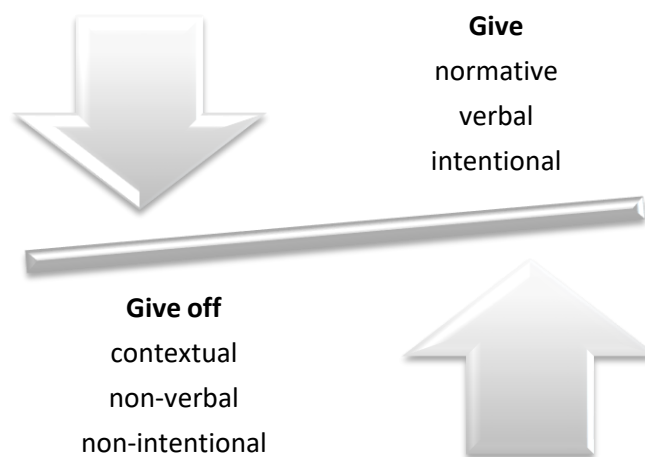 Give
normative
verbal
intentional
Give off
contextual
non-verbal
non-intentional